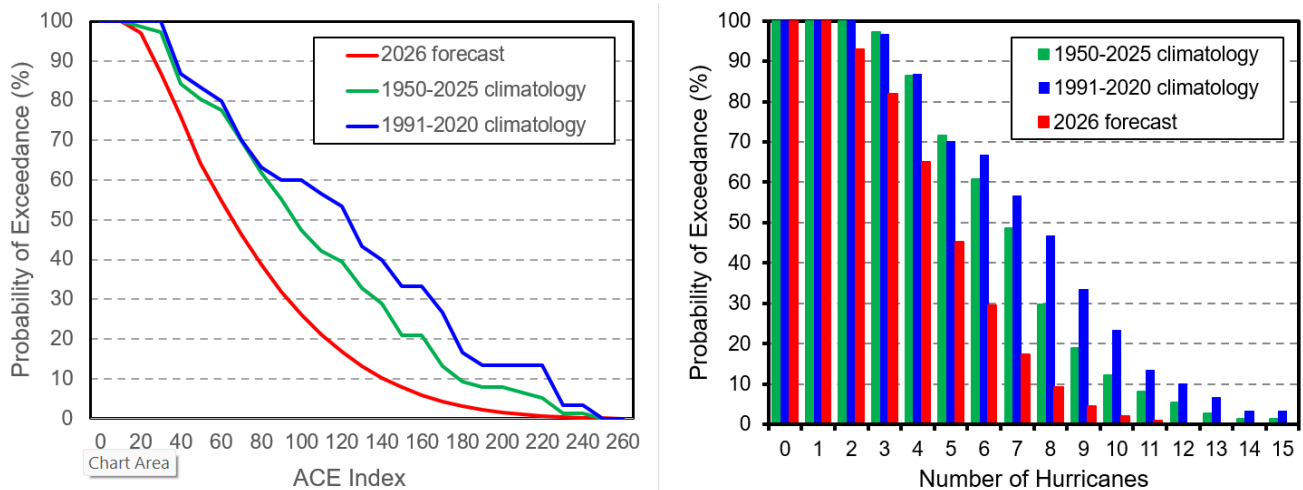 Probability of Exceedance (%)
100
90
80
70
60
50
40
30
20
10
0
2026 forecast
1950-2025 climatology
1991-2020 climatology
0 20 40 60 80 100 120 140 160 180 200 220 240 260
Chart Area
ACE Index
Probability of Exceedance (%)
100
90
80
70
60
50
40
30
20
10
0
1950-2025 climatology
1991-2020 climatology
2026 forecast
0 1 2 3 4 5 6 7 8 9 10 11 12 13 14 15
Number of Hurricanes